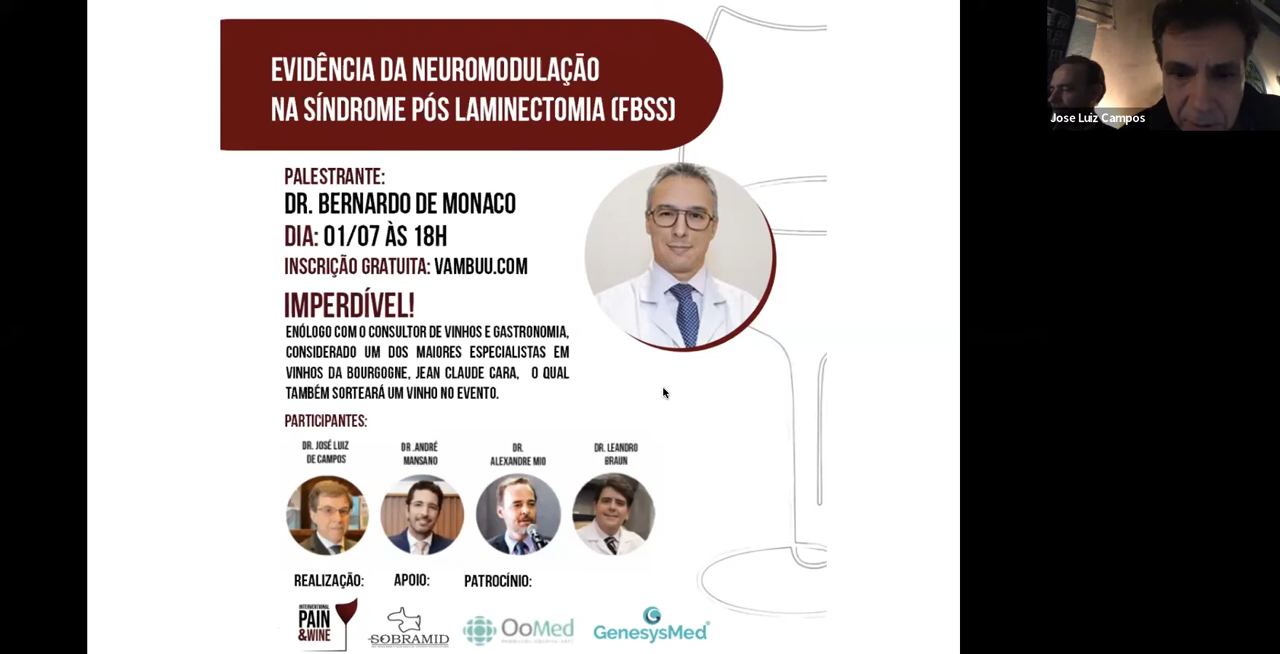 EVIDÊNCIA DA NEUROMODULAÇÃO
NA SÍNDROME PÓS LAMINECTOMIA (FBSS)
PALESTRANTE:
DR. BERNARDO DE MONACO
DIA: 01/07 ÀS 18H
INSCRIÇÃO GRATUITA: VAMBUU.COM
IMPERDÍVEL!
ENÓLOGO COM O CONSULTOR DE VINHOS E GASTRONOMIA,
CONSIDERADO UM DOS MAIORES ESPECIALISTAS EM
VINHOS DA BOURGOGNE, JEAN CLAUDE CARA, O QUAL
TAMBÉM SORTEARÁ UM VINHO NO EVENTO.
PARTICIPANTES:
DR. JOSÉ LUIZ
DE CAMPOS
DR .ANDRÉ
MANSANO
DR.
ALEXANDRE MIO
DR. LEANDRO
BRAUN
REALIZAÇÃO:
APOIO:
PATROCÍNIO:
INTERVENTIONAL
PAIN
&WINE
SOBRAMID
OoMed
GenesysMed
Jose Luiz Campos